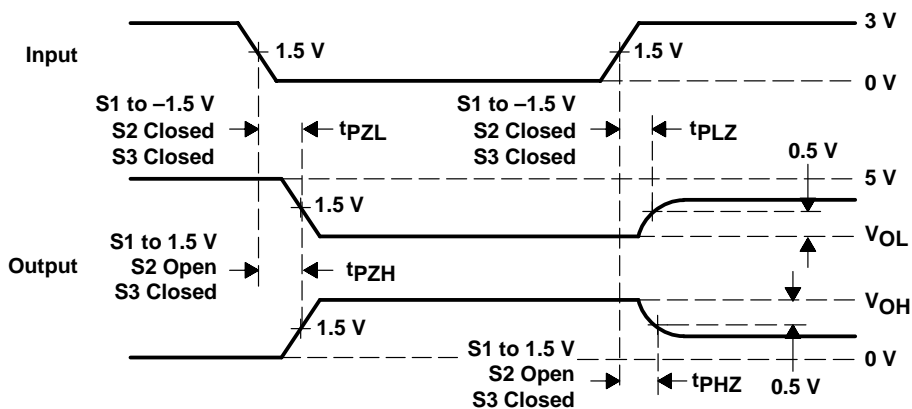 3 V
Input
1.5 V
1.5 V
0 V
S1 to –1.5 V
S2 Closed
S3 Closed
tPZL
S1 to –1.5 V
S2 Closed
S3 Closed
tPLZ
0.5 V
5 V
1.5 V
VOL
Output
S1 to 1.5 V
S2 Open
S3 Closed
tPZH
VOH
1.5 V
S1 to 1.5 V
S2 Open
S3 Closed
tPHZ
0.5 V
0 V